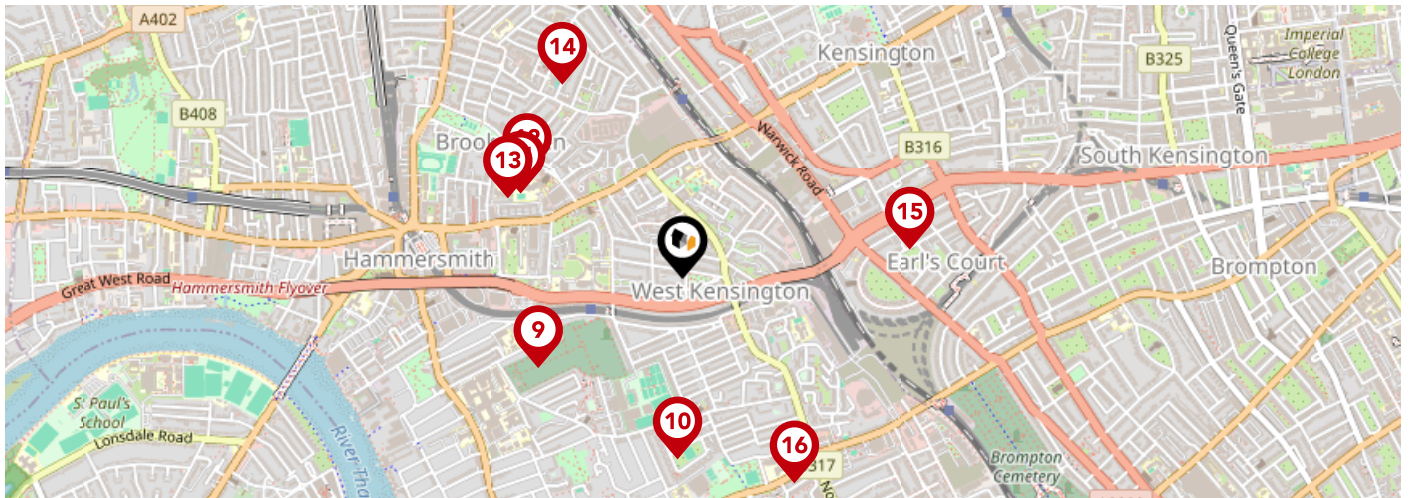 A402
14
Kensington
Imperial
College
London
B325
Queen's Gate
B408
13
Warwick Road
B316
South Kensington
15
Hammersmith
Earl's Court
Brompton
Great West Road
Hammersmith Flyover
West Kensington
9
St. Paul's
School
Lonsdale Road
10
16
Brompton
Cemetery